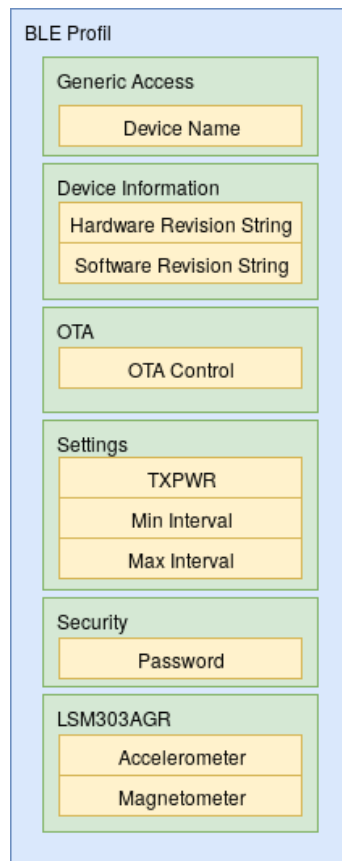 BLE Profil
Generic Access
Device Name
Device Information
Hardware Revision String
Software Revision String
OTA
OTA Control
Settings
TXPWR
Min Interval
Max Interval
Security
Password
LSM303AGR
Accelerometer
Magnetometer